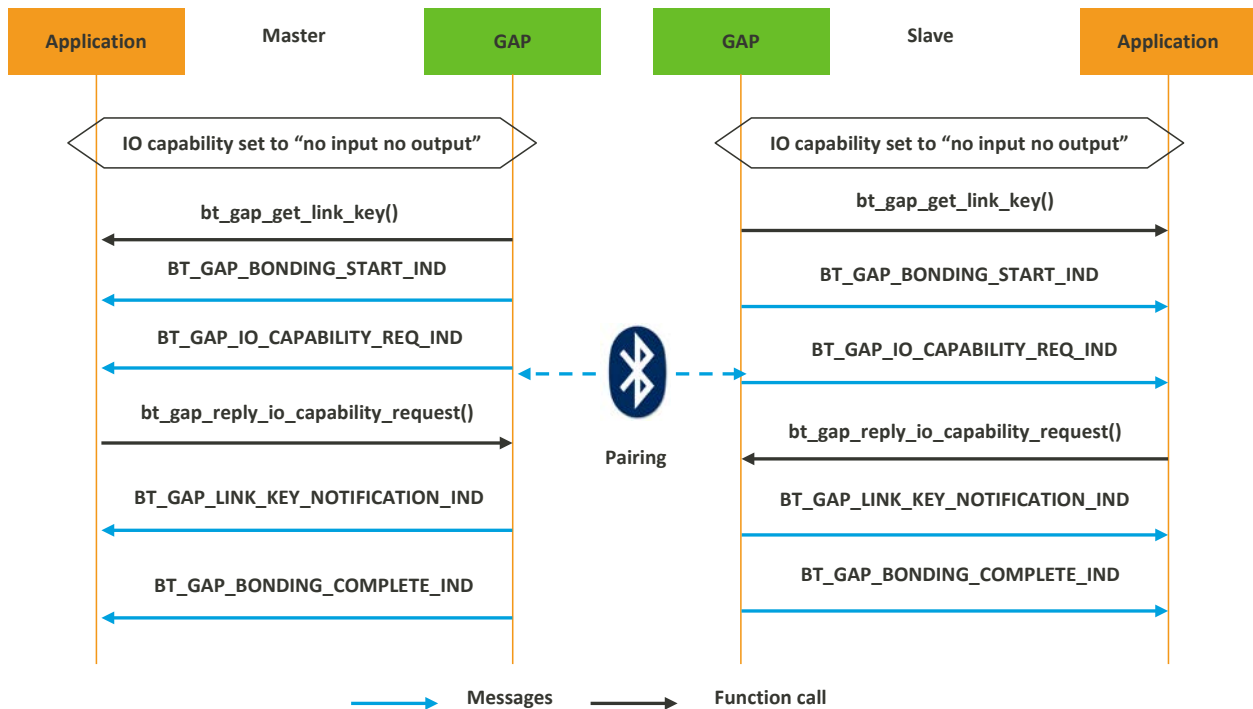 Application
Master
GAP
GAP
Slave
Application
IO capability set to “no input no output”
IO capability set to “no input no output”
bt_gap_get_link_key()
bt_gap_get_link_key()
BT_GAP_BONDING_START_IND
BT_GAP_BONDING_START_IND
BT_GAP_IO_CAPABILITY_REQ_IND
BT_GAP_IO_CAPABILITY_REQ_IND
bt_gap_reply_io_capability_request()
bt_gap_reply_io_capability_request()
Pairing
BT_GAP_LINK_KEY_NOTIFICATION_IND
BT_GAP_LINK_KEY_NOTIFICATION_IND
BT_GAP_BONDING_COMPLETE_IND
BT_GAP_BONDING_COMPLETE_IND
Messages
Function call